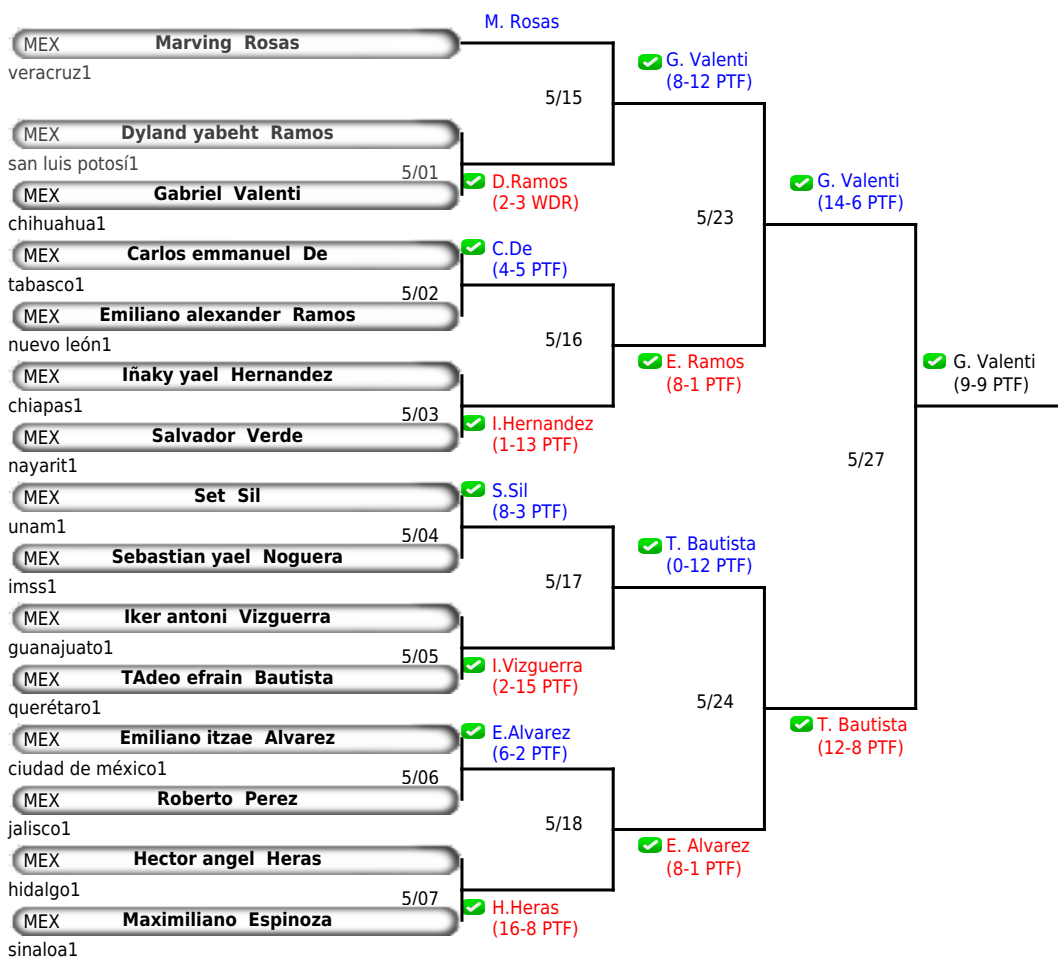 M. Rosas
MEX Marving Rosas
veracruz1
G. Valenti
(8-12 PTF)
5/15
MEX Dyland yabeht Ramos
san luis potosí1
5/01
D.Ramos
(2-3 WDR)
MEX Gabriel Valenti
chihuahua1
G. Valenti
(14-6 PTF)
5/23
MEX Carlos emmanuel De
tabasco1
C.De
(4-5 PTF)
5/02
MEX Emiliano alexander Ramos
nuevo león1
5/16
E. Ramos
(8-1 PTF)
MEX Iñaky yael Hernandez
chiapas1
5/03
I.Hernandez
(1-13 PTF)
MEX Salvador Verde
nayarit1
G. Valenti
(9-9 PTF)
5/27
MEX Set Sil
unam1
S.Sil
(8-3 PTF)
5/04
MEX Sebastian yael Noguera
imss1
T. Bautista
(0-12 PTF)
5/17
MEX Iker antoni Vizguerra
guanajuato1
5/05
I.Vizguerra
(2-15 PTF)
MEX TAdeo efrain Bautista
querétaro1
5/24
T. Bautista
(12-8 PTF)
MEX Emiliano itzae Alvarez
ciudad de méxico1
E.Alvarez
(6-2 PTF)
5/06
MEX Roberto Perez
jalisco1
5/18
E. Alvarez
(8-1 PTF)
MEX Hector angel Heras
hidalgo1
5/07
H.Heras
(16-8 PTF)
MEX Maximiliano Espinoza
sinaloa1